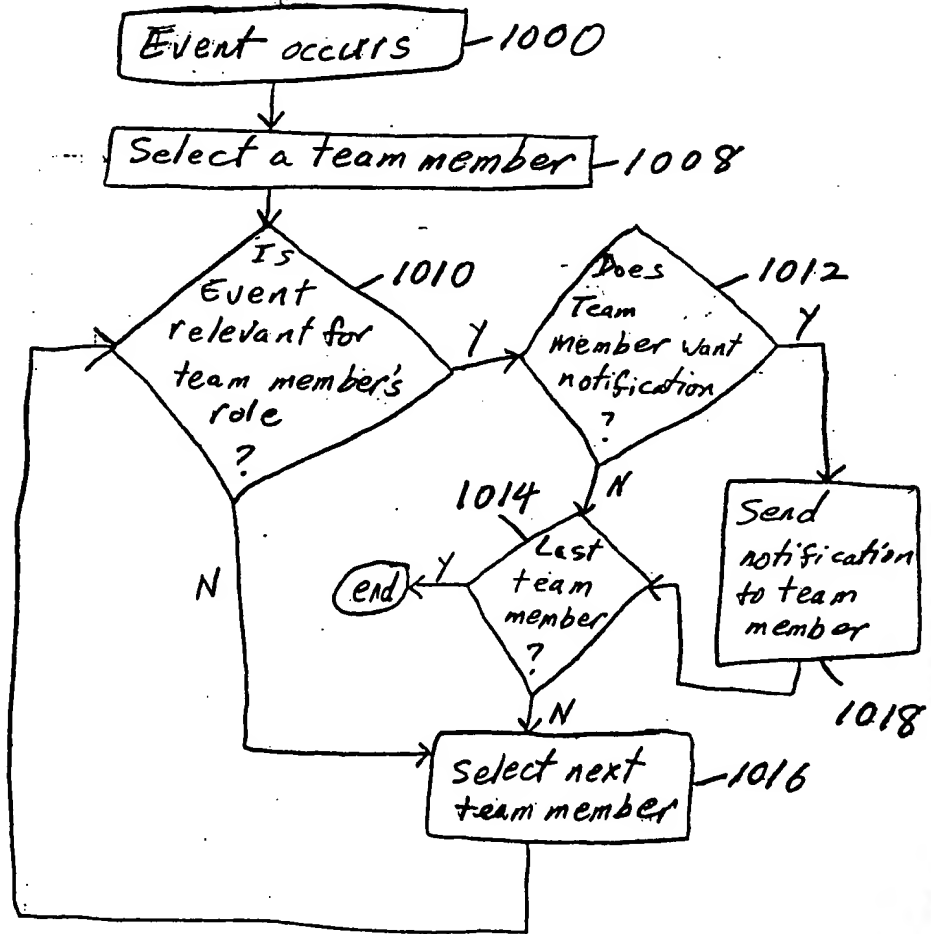 Event occurs
1000
Select a team member
1008
Is
Event
relevant for
team member's
role
?
1010
Y
N
Does
Team
member want
notification
?
1012
Y
N
Send
notification
to team
member
1018
1014
Last
team
member
?
Y
end
N
Select next
team member
1016